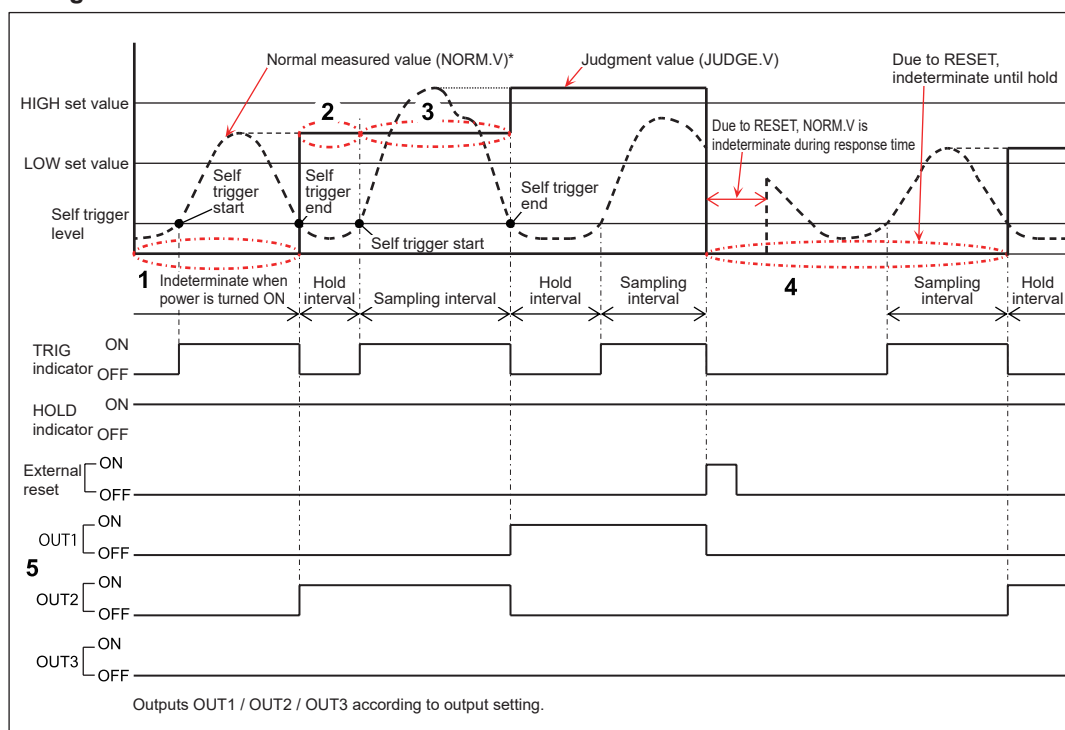 Normal measured value (NORM.V)*
Judgment value (JUDGE.V)
Due to RESET,
indeterminate until hold
HIGH set value
2
3
Due to RESET, NORM.V is
indeterminate during response time
LOW set value
Self
trigger
start
Self
trigger
end
Self trigger
end
Self trigger
level
Self trigger start
1
Indeterminate when
power is turned ON
Hold
interval
Sampling interval
Hold
interval
Sampling
interval
4
Sampling
interval
Hold
interval
TRIG
indicator
ON
OFF
HOLD
indicator
ON
OFF
External
reset
ON
OFF
OUT1
ON
OFF
5
OUT2
ON
OFF
OUT3
ON
OFF
Outputs OUT1 / OUT2 / OUT3 according to output setting.